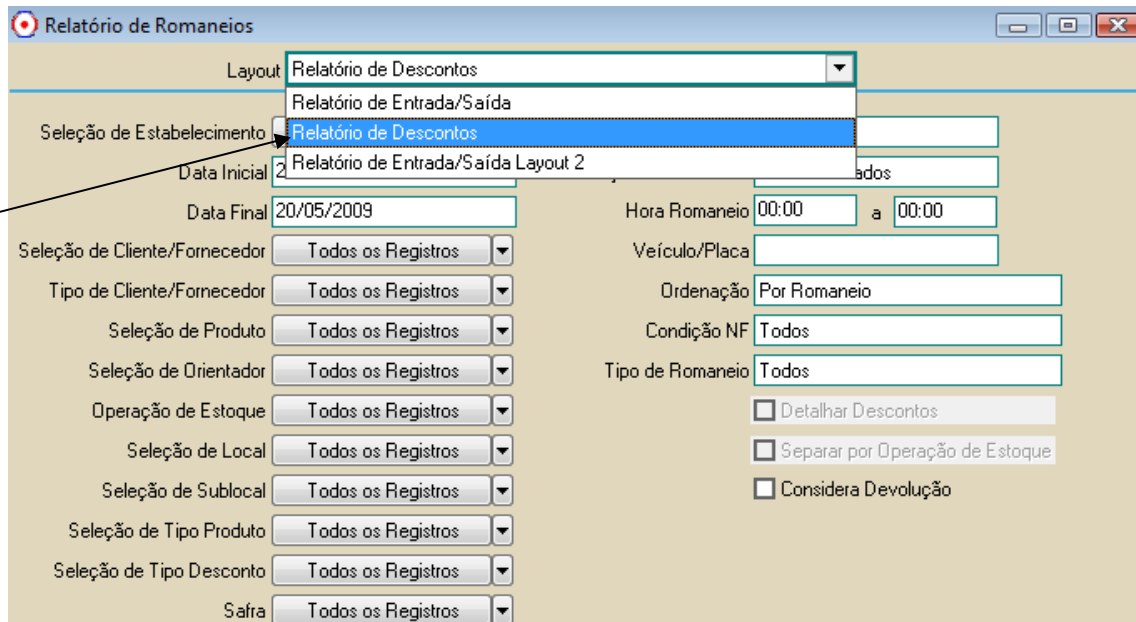 Relatório de Romaneios
Layout Relatório de Descontos
Relatório de Entrada/Saída
Seleção de Estabelecimento Relatório de Descontos
Data Inicial 2 Relatório de Entrada/Saída Layout 2
Data Final 20/05/2009 Hora Romaneio 00:00 a 00:00
Seleção de Cliente/Fornecedor Todos os Registros Veículo/Placa
Tipo de Cliente/Fornecedor Todos os Registros Ordenação Por Romaneio
Seleção de Produto Todos os Registros Condição NF Todos
Seleção de Orientador Todos os Registros Tipo de Romaneio Todos
Operação de Estoque Todos os Registros Detalhar Descontos
Seleção de Local Todos os Registros Separar por Operação de Estoque
Seleção de Sublocal Todos os Registros Considera Devolução
Seleção de Tipo Produto Todos os Registros
Seleção de Tipo Desconto Todos os Registros
Safra Todos os Registros